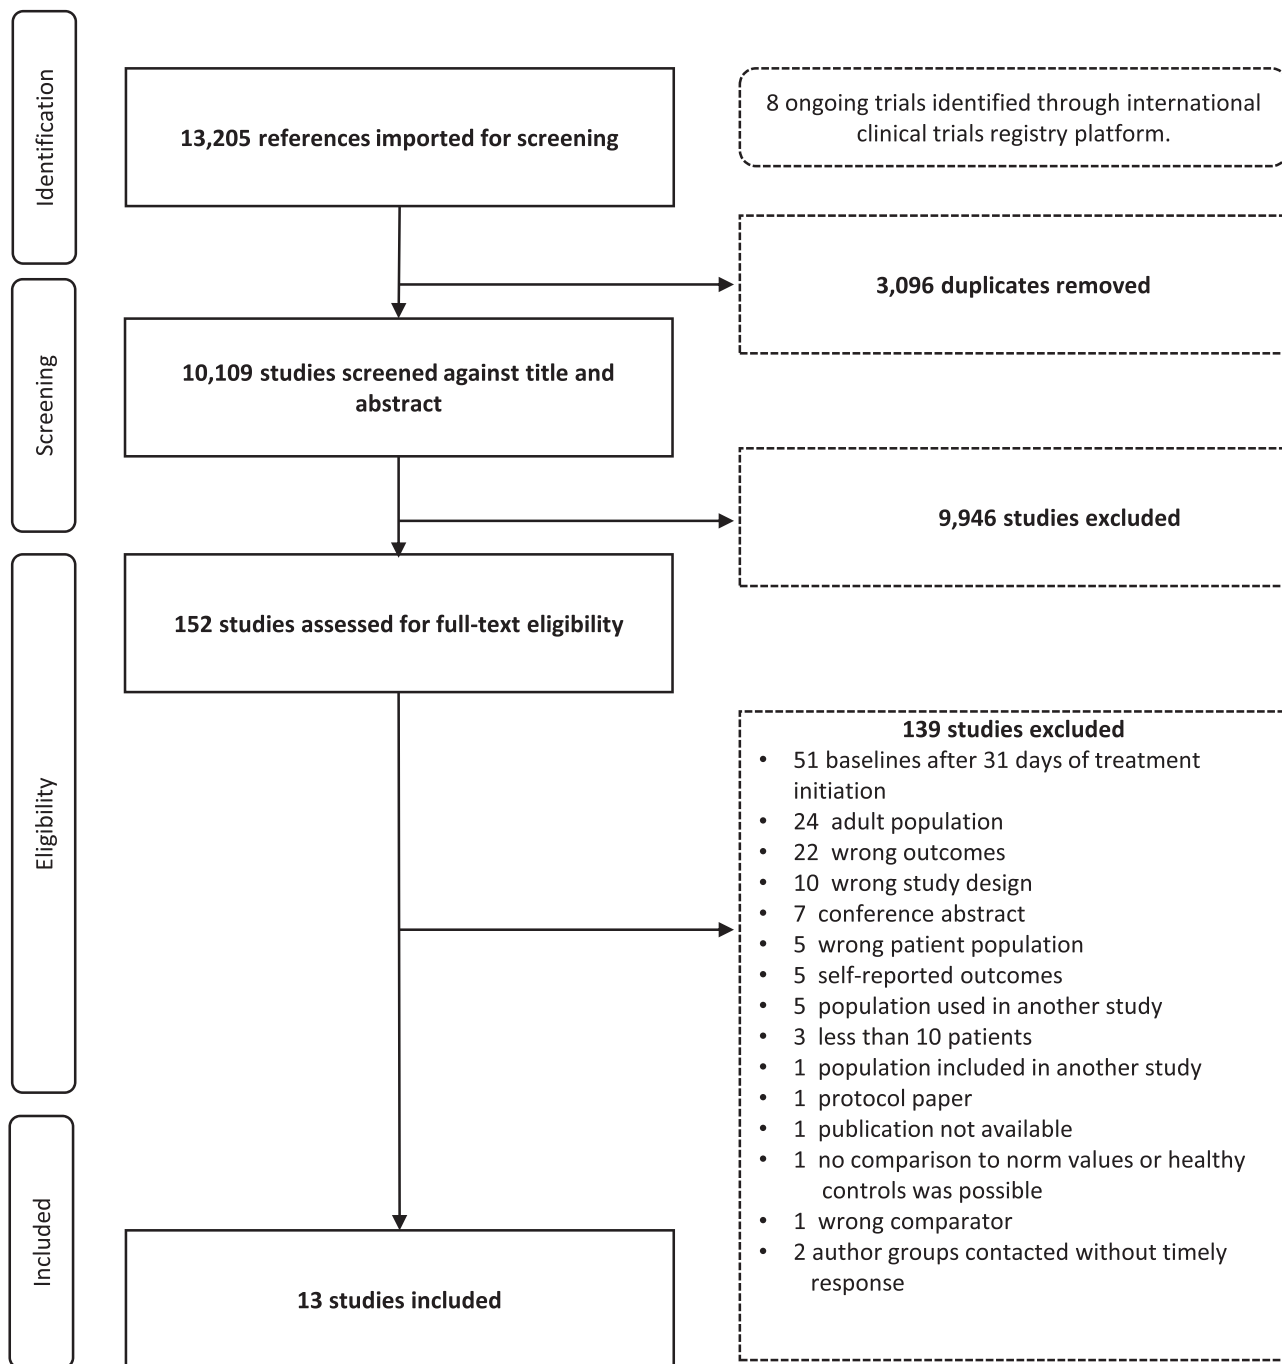 Identification
13,205 references imported for screening
8 ongoing trials identified through international
clinical trials registry platform.
3,096 duplicates removed
Screening
10,109 studies screened against title and
abstract
9,946 studies excluded
Eligibility
152 studies assessed for full-text eligibility
139 studies excluded
• 51 baselines after 31 days of treatment
initiation
• 24 adult population
• 22 wrong outcomes
• 10 wrong study design
• 7 conference abstract
• 5 wrong patient population
• 5 self-reported outcomes
• 5 population used in another study
• 3 less than 10 patients
• 1 population included in another study
• 1 protocol paper
• 1 publication not available
• 1 no comparison to norm values or healthy
controls was possible
• 1 wrong comparator
• 2 author groups contacted without timely
response
Included
13 studies included